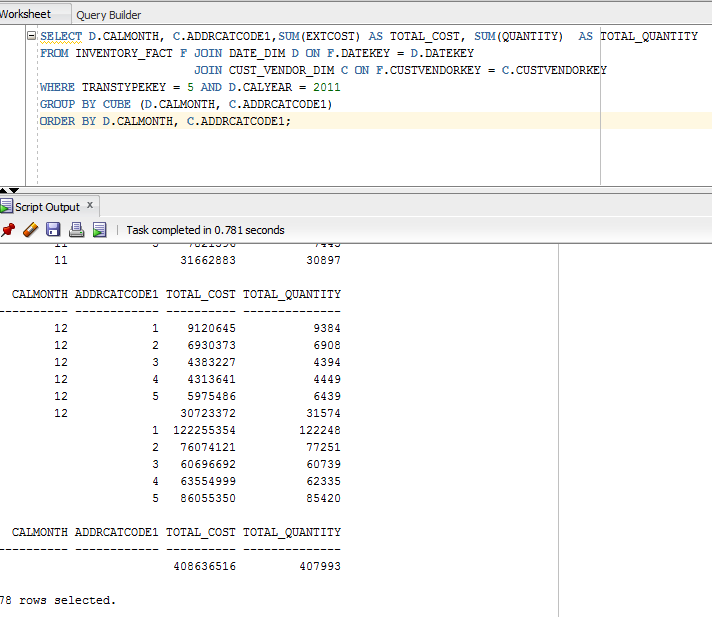 Worksheet Query Builder
SELECT D.CALMONTH, C.ADDRCATCODE1,SUM(EXTCOST) AS TOTAL_COST, SUM(QUANTITY)  AS TOTAL_QUANTITY
FROM INVENTORY_FACT F JOIN DATE_DIM D ON F.DATEKEY = D.DATEKEY
JOIN CUST_VENDOR_DIM C ON F.CUSTVENDORKEY = C.CUSTVENDORKEY
WHERE TRANSTYPEKEY = 5 AND D.CALYEAR = 2011
GROUP BY CUBE (D.CALMONTH, C.ADDRCATCODE1)
ORDER BY D.CALMONTH, C.ADDRCATCODE1;
Script Output x
Task completed in 0.781 seconds
11 31662883 30897
CALMONTH ADDRCATCODE1 TOTAL_COST TOTAL_QUANTITY
---------- ------------ ---------- --------------
12 1 9120645 9384
12 2 6930373 6908
12 3 4383227 4394
12 4 4313641 4449
12 5 5975486 6439
12 30723372 31574
1 122255354 122248
2 76074121 77251
3 60696692 60739
4 63554999 62335
5 86055350 85420
CALMONTH ADDRCATCODE1 TOTAL_COST TOTAL_QUANTITY
---------- ------------ ---------- --------------
408636516 407993
78 rows selected.